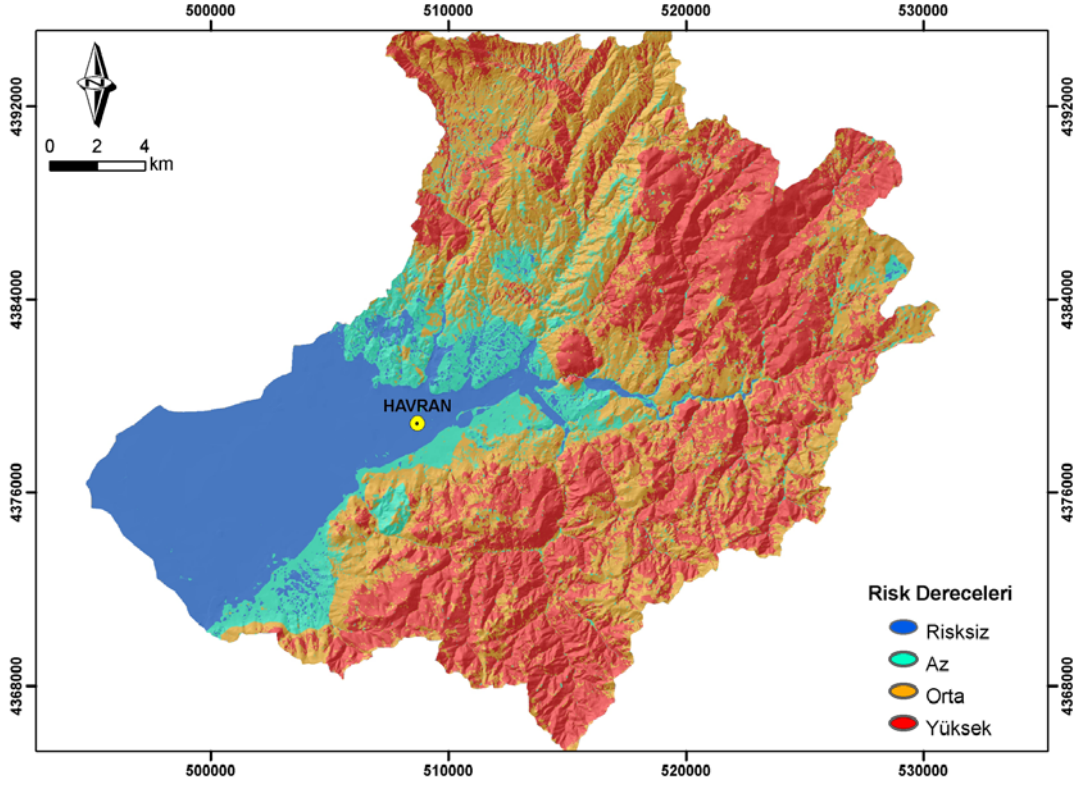 500000 510000 520000 530000
4392000 4392000
N
0 2 4
km
4384000 4384000
HAVRAN
4376000 4376000
Risk Dereceleri
Risksiz
Az
Orta
Yüksek
4368000 4368000
500000 510000 520000 530000